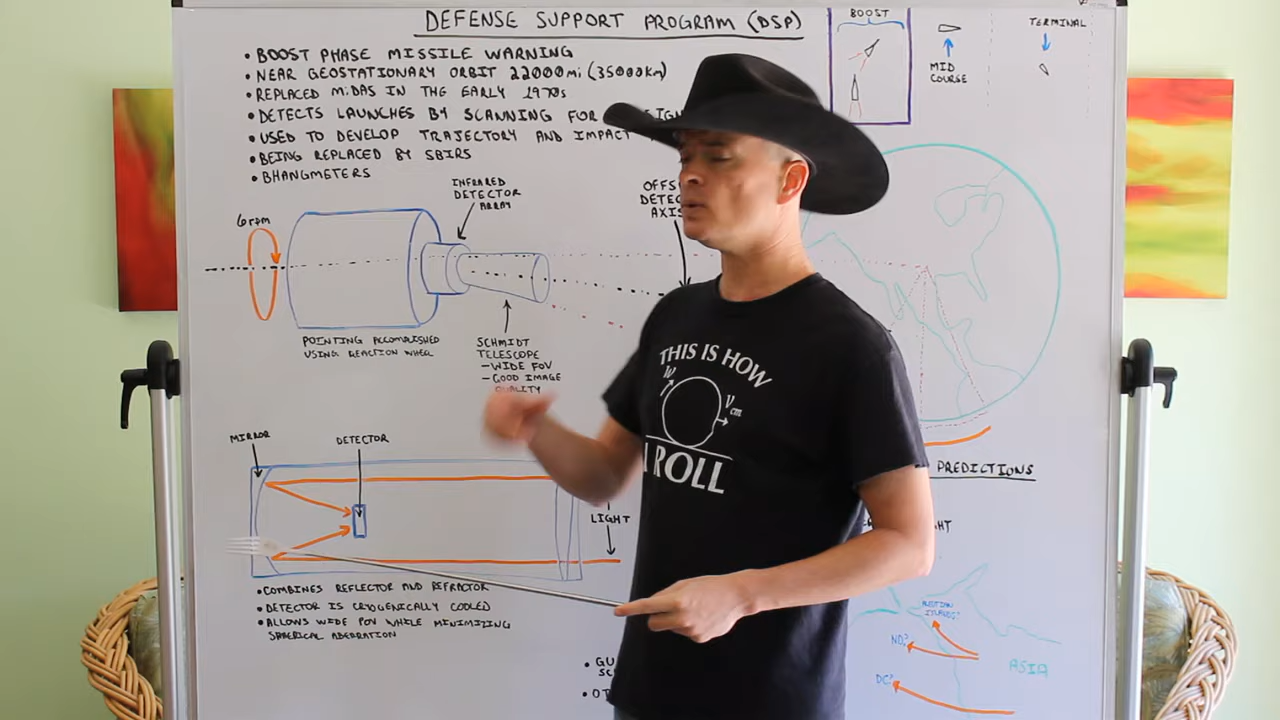 DEFENSE SUPPORT PROGRAM (DSP)
• BOOST PHASE MISSILE WARNING
• NEAR GEOSTATIONARY ORBIT 22000mi (35000km)
• REPLACED MiDAS IN THE EARLY 1970s
• DETECTS LAUNCHES BY SCANNING FOR
• USED TO DEVELOP TRAJECTORY AND IMPACT
• BEING REPLACED BY SBIRS
• BHANGMETERS
BOOST
MID
COURSE
TERMINAL
6rpm
INFRARED
DETECTOR
ARRAY
POINTING ACCOMPLISHED
USING REACTION WHEEL
SCHMIDT
TELESCOPE
- WIDE FOV
- GOOD IMAGE
QUALITY
AXIS
THIS IS HOW
W
V cm
I ROLL
MIRROR
DETECTOR
LIGHT
• COMBINES REFLECTOR AND REFRACTOR
• DETECTOR IS CRYOGENICALLY COOLED
• ALLOWS WIDE FOV WHILE MINIMIZING
SPHERICAL ABERRATION
PREDICTIONS
ND?
DC?
ASIA